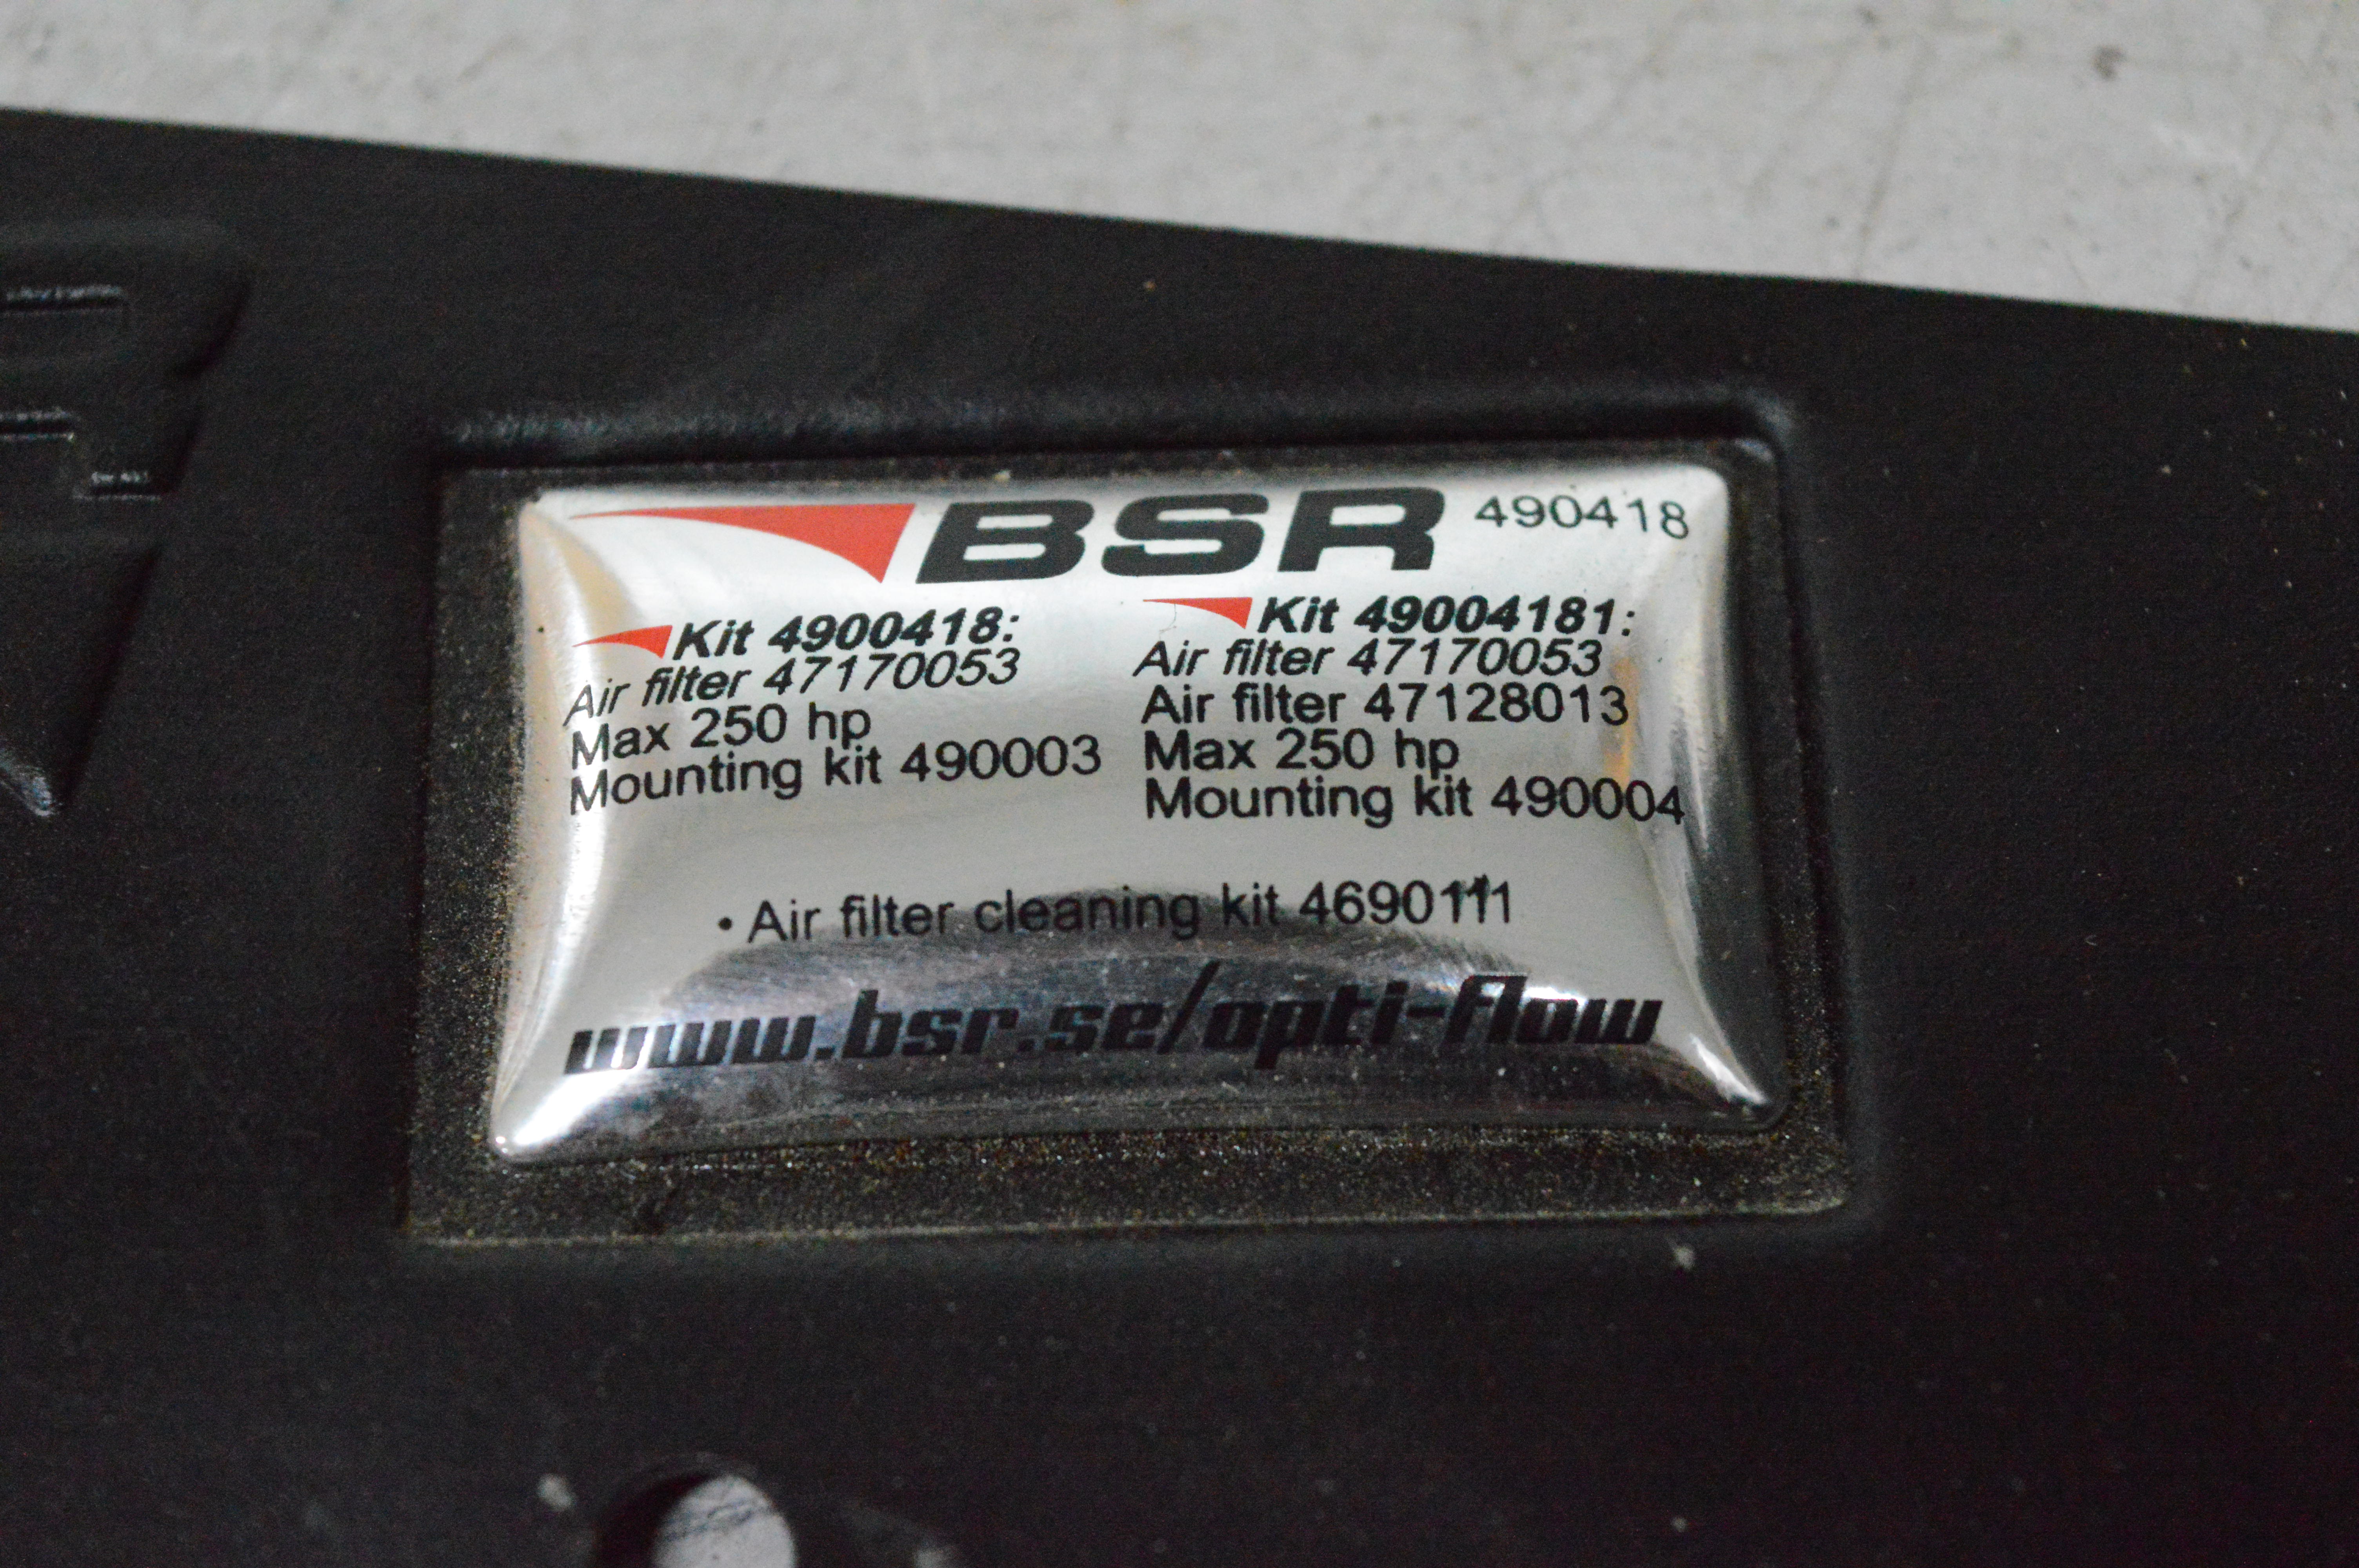 BSR 490418
Kit 4900418:
Air filter 47170053
Max 250 hp
Mounting kit 490003
Kit 49004181:
Air filter 47170053
Air filter 47128013
Max 250 hp
Mounting kit 490004
• Air filter cleaning kit 4690111
www.bsr.se/opti-flow